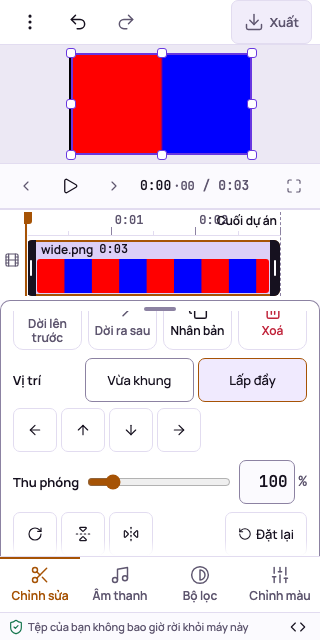 Xuất
0:00·00 / 0:03
0:01
Cuối dự án
wide.png 0:03
Dời lên trước
Dời ra sau
Nhân bản
Xoá
Vị trí
Vừa khung
Lấp đầy
Thu phóng
100 %
Đặt lại
Chỉnh sửa
Âm thanh
Bộ lọc
Chỉnh màu
Tệp của bạn không bao giờ rời khỏi máy này